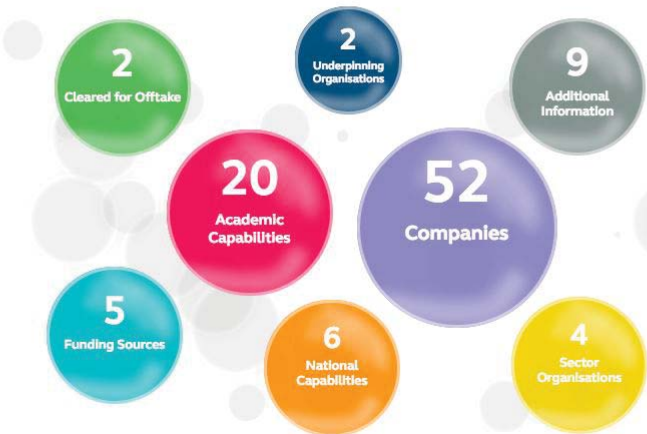 2
Cleared for Offtake
2
Underpinning
Organisations
9
Additional
Information
20
Academic
Capabilities
52
Companies
5
Funding Sources
6
National
Capabilities
4
Sector
Organisations